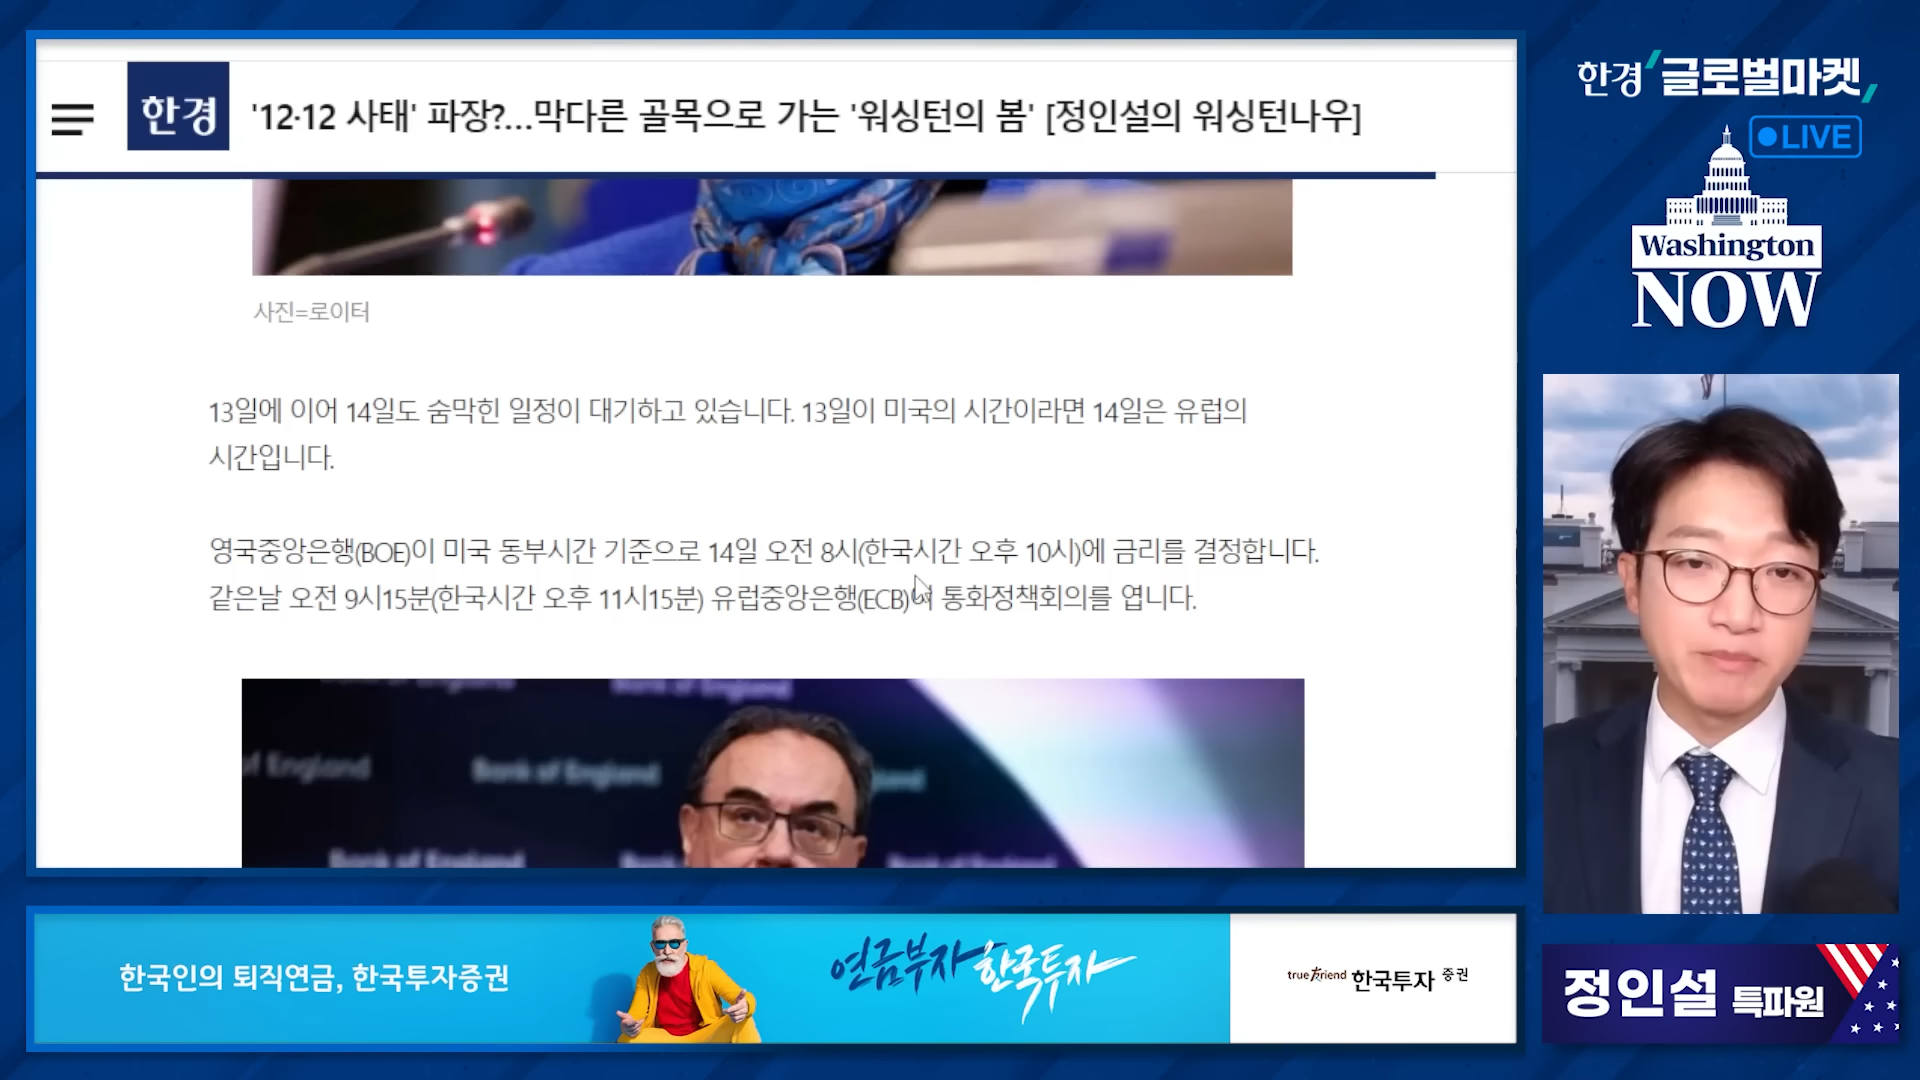 한경
'12·12 사태' 파장?...막다른 골목으로 가는 '워싱턴의 봄' [정인설의 워싱턴나우]
사진=로이터
13일에 이어 14일도 숨막힌 일정이 대기하고 있습니다. 13일이 미국의 시간이라면 14일은 유럽의
시간입니다.
영국중앙은행(BOE)이 미국 동부시간 기준으로 14일 오전 8시(한국시간 오후 10시)에 금리를 결정합니다.
같은날 오전 9시15분(한국시간 오후 11시15분) 유럽중앙은행(ECB) 통화정책회의를 엽니다.
Bank of England
of England
Bank of England
Bank of England
한경 '글로벌마켓,
LIVE
Washington
NOW
정인설 특파원
한국인의 퇴직연금, 한국투자증권
연금부자 한국투자
true friend 한국투자 증권